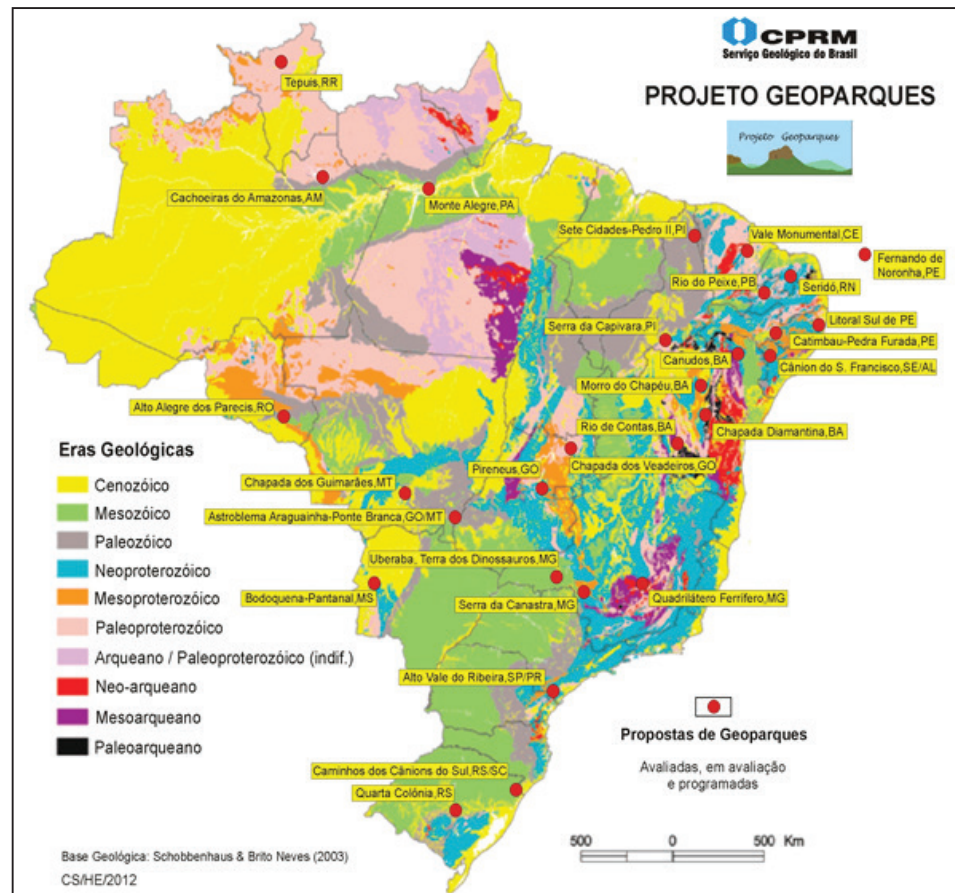 CPRM
Serviço Geológico do Brasil
PROJETO GEOPARQUES
Projeto Geoparques
Tepuis,RR
Cachoeiras do Amazonas,AM
Monte Alegre,PA
Sete Cidades-Pedro II,PI
Vale Monumental,CE
Fernando de
Noronha,PE
Rio do Peixe,PB
Seridó,RN
Serra da Capivara,PI
Litoral Sul de PE
Catimbau-Pedra Furada,PE
Canudos,BA
Cânion do S. Francisco,SE/AL
Morro do Chapéu,BA
Alto Alegre dos Parecis,RO
Rio de Contas,BA
Chapada Diamantina,BA
Pireneus,GO
Chapada dos Veadeiros,GO
Chapada dos Guimarães,MT
Astroblema Araguainha-Ponte Branca,GO/MT
Uberaba, Terra dos Dinossauros,MG
Bodoquena-Pantanal,MS
Serra da Canastra,MG
Quadrilátero Ferrífero,MG
Alto Vale do Ribeira,SP/PR
Caminhos dos Cânions do Sul,RS/SC
Quarta Colônia,RS
Eras Geológicas
Cenozóico
Mesozóico
Paleozóico
Neoproterozóico
Mesoproterozóico
Paleoproterozóico
Arqueano / Paleoproterozóico (indif.)
Neo-arqueano
Mesoarqueano
Paleoarqueano
Propostas de Geoparques
Avaliadas, em avaliação
e programadas
500 0 500 Km
Base Geológica: Schobbenhaus & Brito Neves (2003)
CS/HE/2012